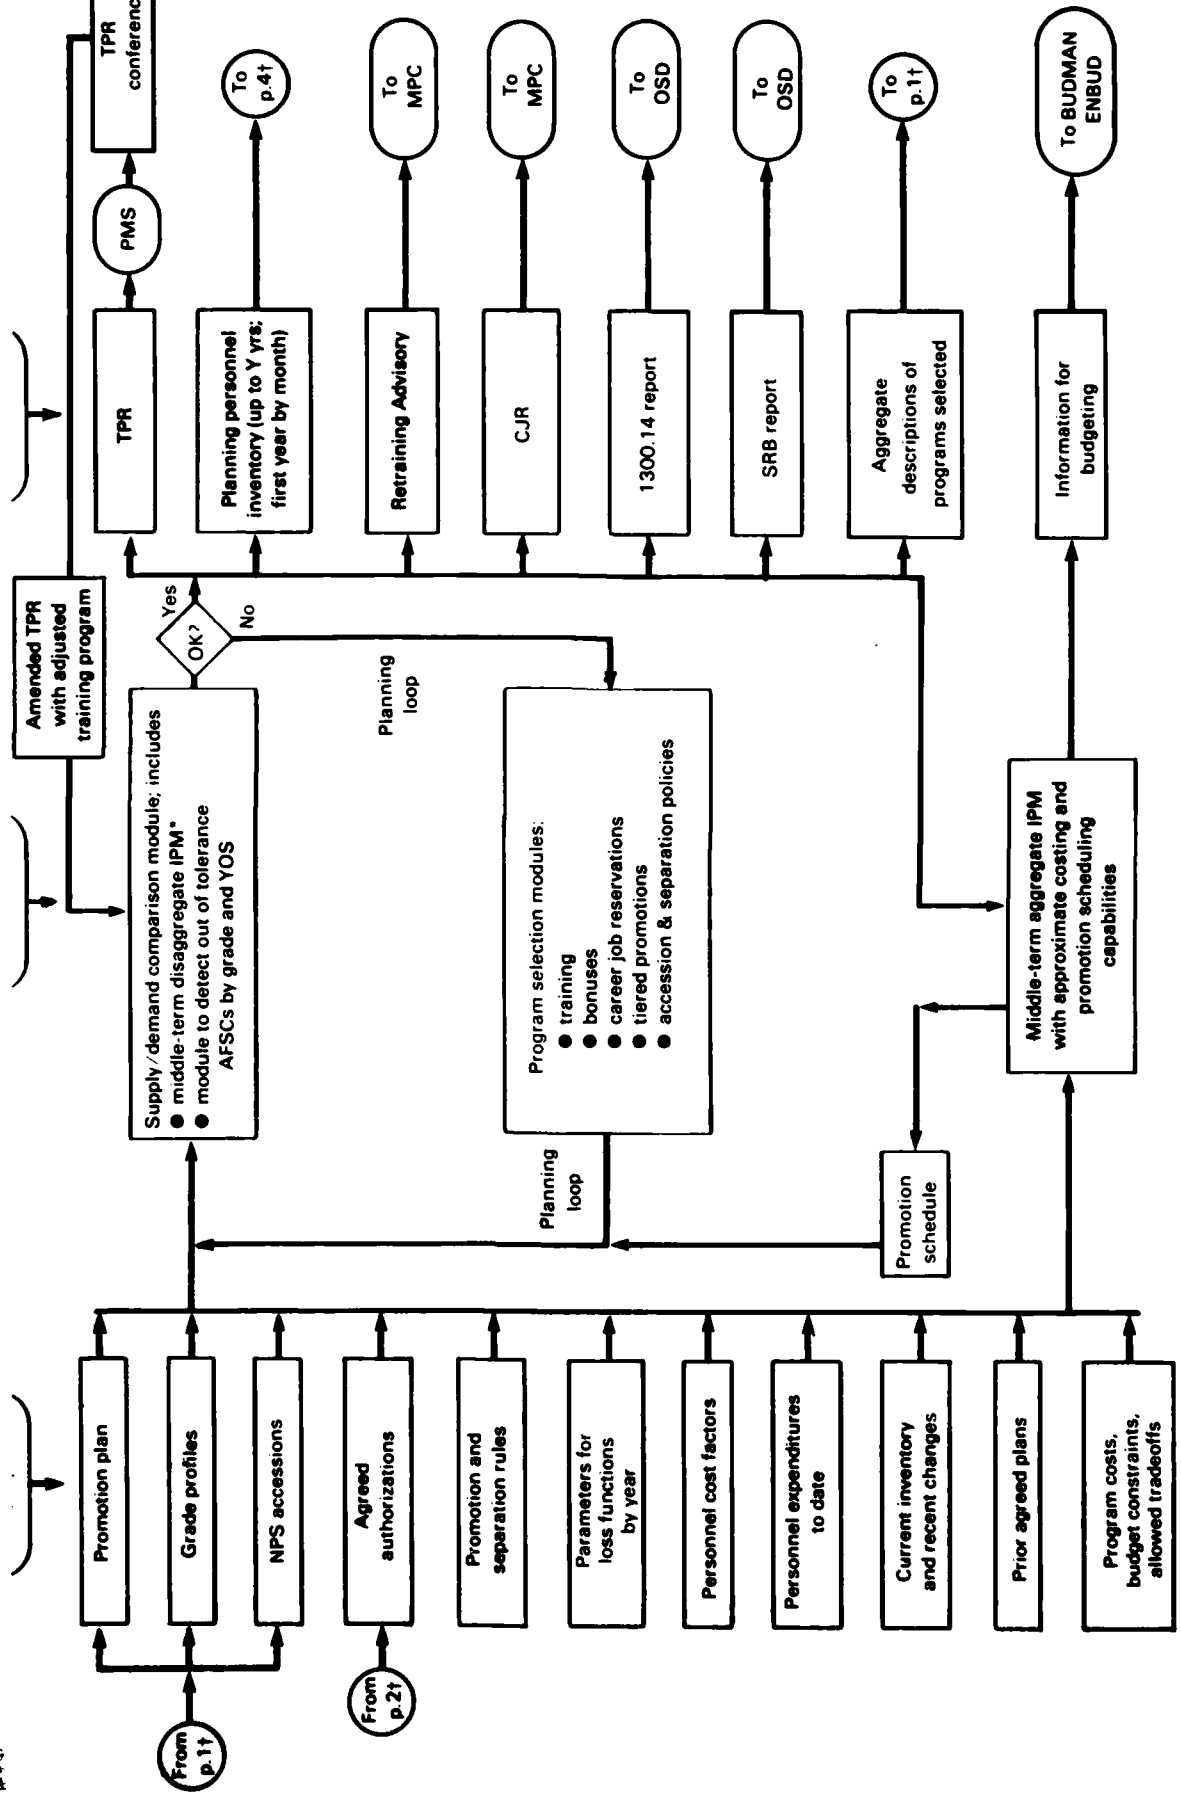 From
p.1†
From
p.2†
Promotion plan
Grade profiles
NPS accessions
Agreed
authorizations
Promotion and
separation rules
Parameters for
loss functions
by year
Personnel cost factors
Personnel expenditures
to date
Current inventory
and recent changes
Prior agreed plans
Program costs,
budget constraints,
allowed tradeoffs
Supply/demand comparison module; includes
● middle-term disaggregate IPM*
● module to detect out of tolerance
AFSCs by grade and YOS
Planning
loop
Program selection modules:
● training
● bonuses
● career job reservations
● tiered promotions
● accession & separation policies
Promotion
schedule
Middle-term aggregate IPM
with approximate costing and
promotion scheduling
capabilities
Amended TPR
with adjusted
training program
OK?
Yes
No
Planning
loop
TPR
Planning personnel
inventory (up to Y yrs;
first year by month)
Retraining Advisory
CJR
1300.14 report
SRB report
Aggregate
descriptions of
programs selected
Information for
budgeting
PMS
TPR
To
p.4†
To
MPC
To
MPC
To
OSD
To
OSD
To
p.1†
To BUDMAN
ENBUD